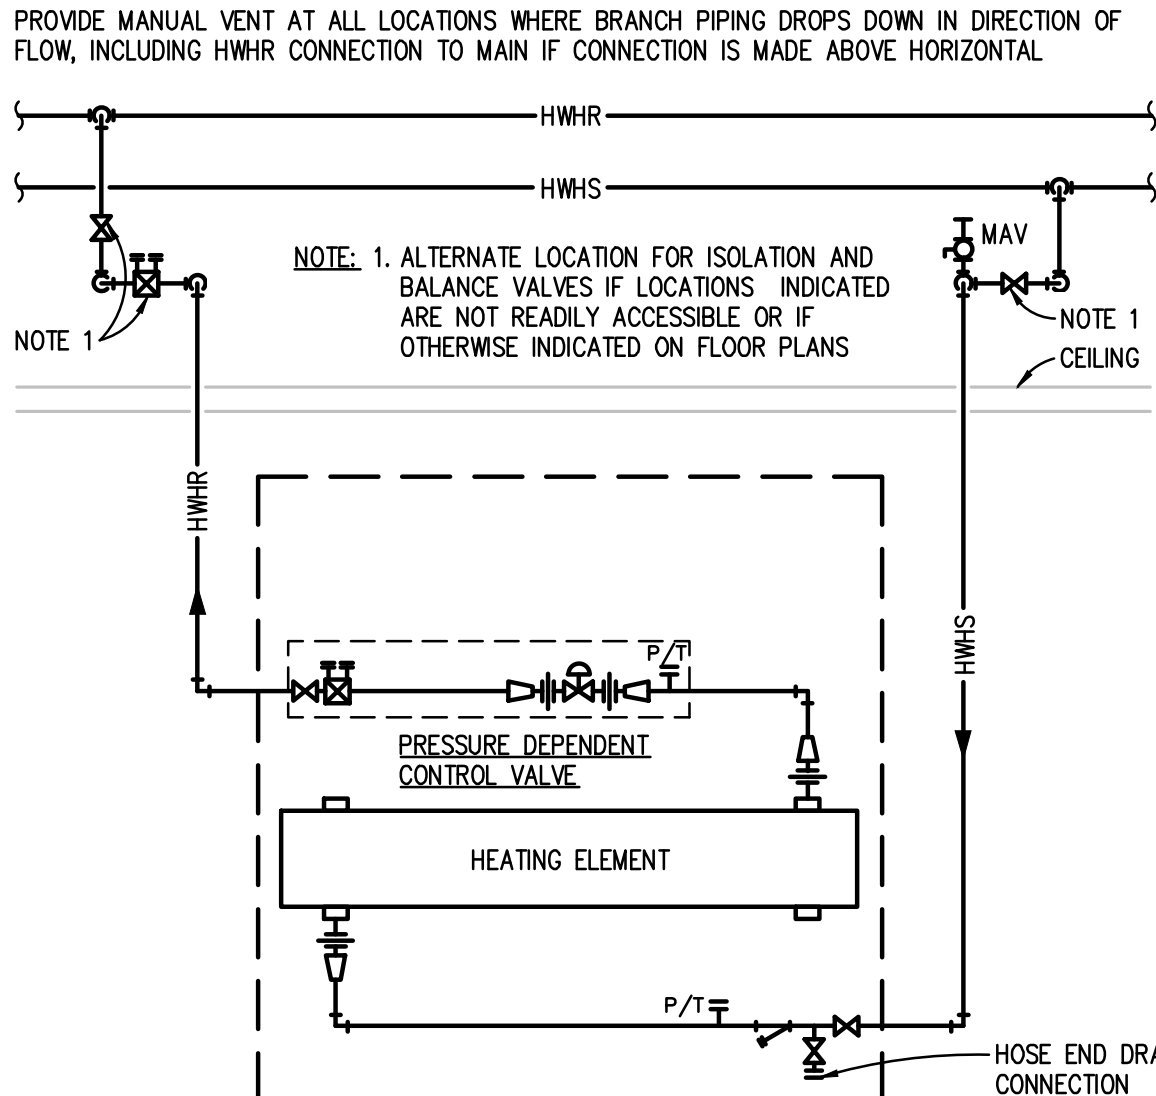 PROVIDE MANUAL VENT AT ALL LOCATIONS WHERE BRANCH PIPING DROPS DOWN IN DIRECTION OF
FLOW, INCLUDING HWHR CONNECTION TO MAIN IF CONNECTION IS MADE ABOVE HORIZONTAL
HWHR
HWHS
MAV
NOTE: 1. ALTERNATE LOCATION FOR ISOLATION AND
BALANCE VALVES IF LOCATIONS INDICATED
ARE NOT READILY ACCESSIBLE OR IF
OTHERWISE INDICATED ON FLOOR PLANS
NOTE 1
NOTE 1
CEILING
HWHR
HWHS
P/T
PRESSURE DEPENDENT
CONTROL VALVE
HEATING ELEMENT
P/T
HOSE END DRA
CONNECTION